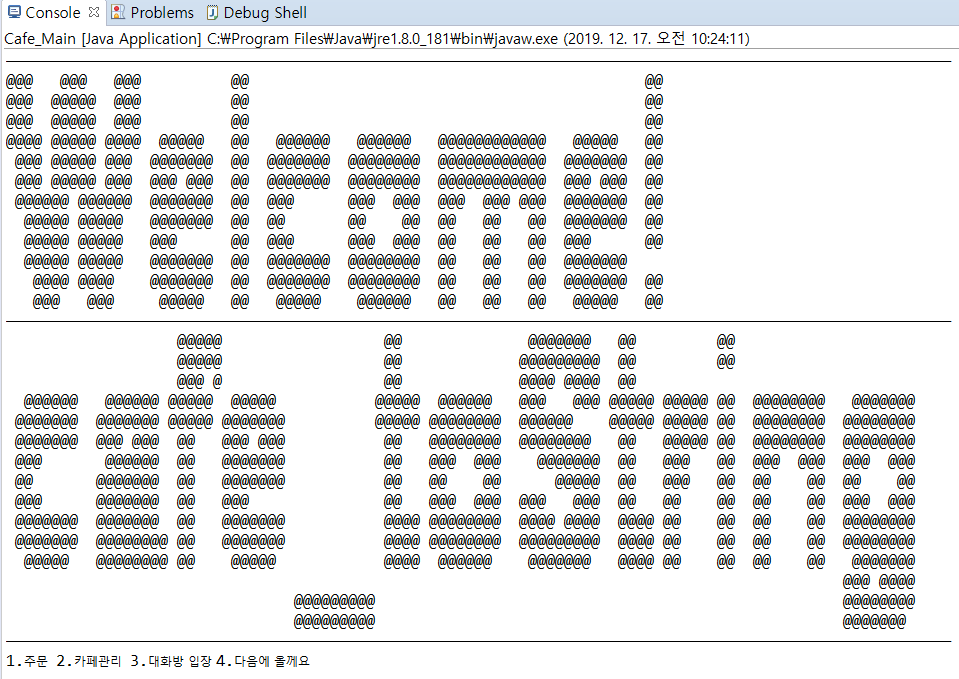 Console Problems Debug Shell
Cafe_Main [Java Application] C:₩Program Files₩Java₩jre1.8.0_181₩bin₩javaw.exe (2019. 12. 17. 오전 10:24:11)
Welcome!
cafe_toString
1.주문 2.카페관리 3.대화방 입장 4.다음에 올께요